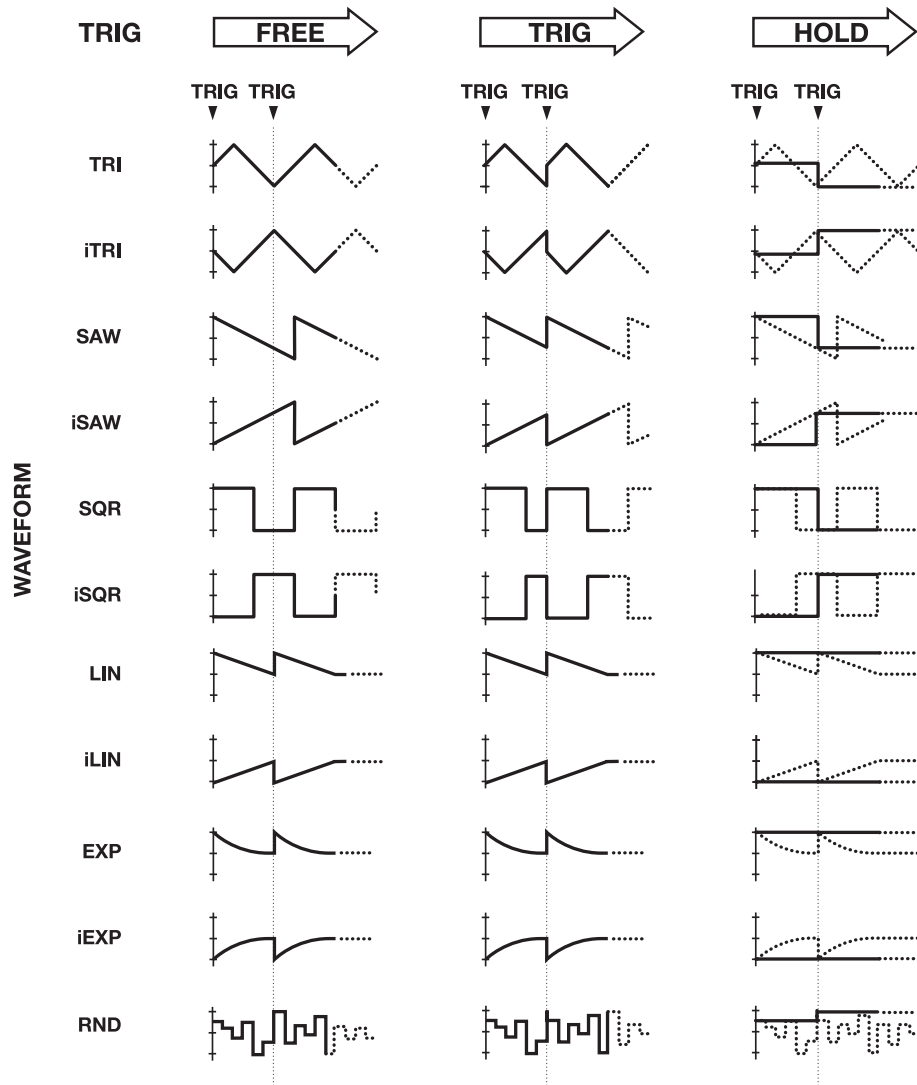 TRIG FREE TRIG HOLD
TRIG TRIG TRIG TRIG TRIG TRIG
WAVEFORM
TRI
iTRI
SAW
iSAW
SQR
iSQR
LIN
iLIN
EXP
iEXP
RND